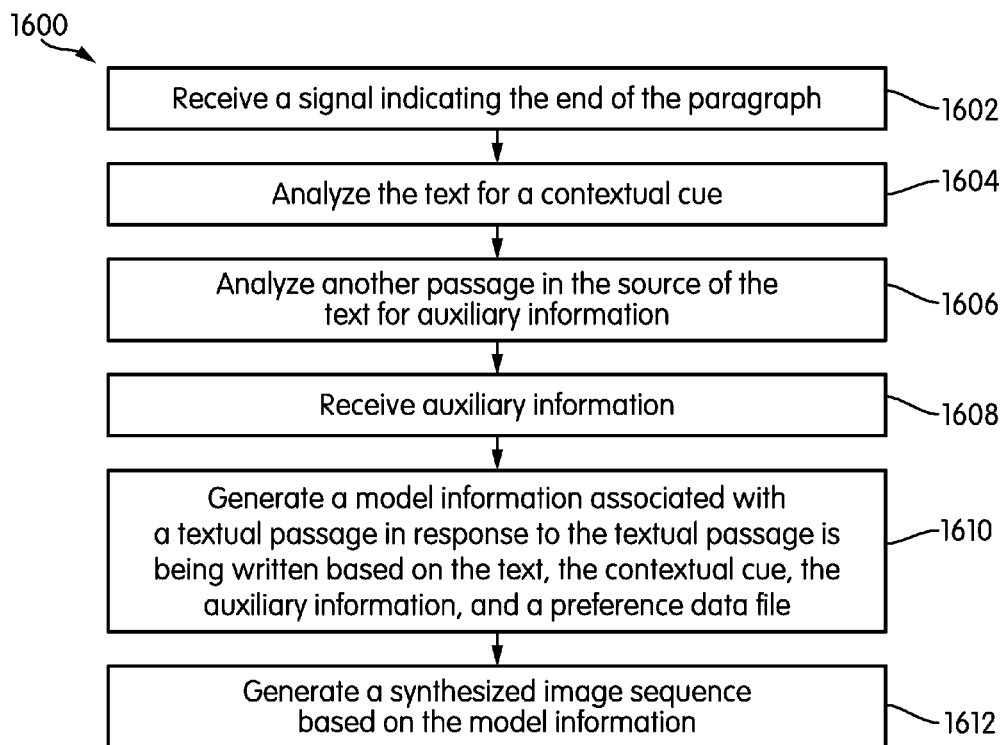 1600
Receive a signal indicating the end of the paragraph
1602
Analyze the text for a contextual cue
1604
Analyze another passage in the source of the
text for auxiliary information
1606
Receive auxiliary information
1608
Generate a model information associated with
a textual passage in response to the textual passage is
being written based on the text, the contextual cue, the
auxiliary information, and a preference data file
1610
Generate a synthesized image sequence
based on the model information
1612